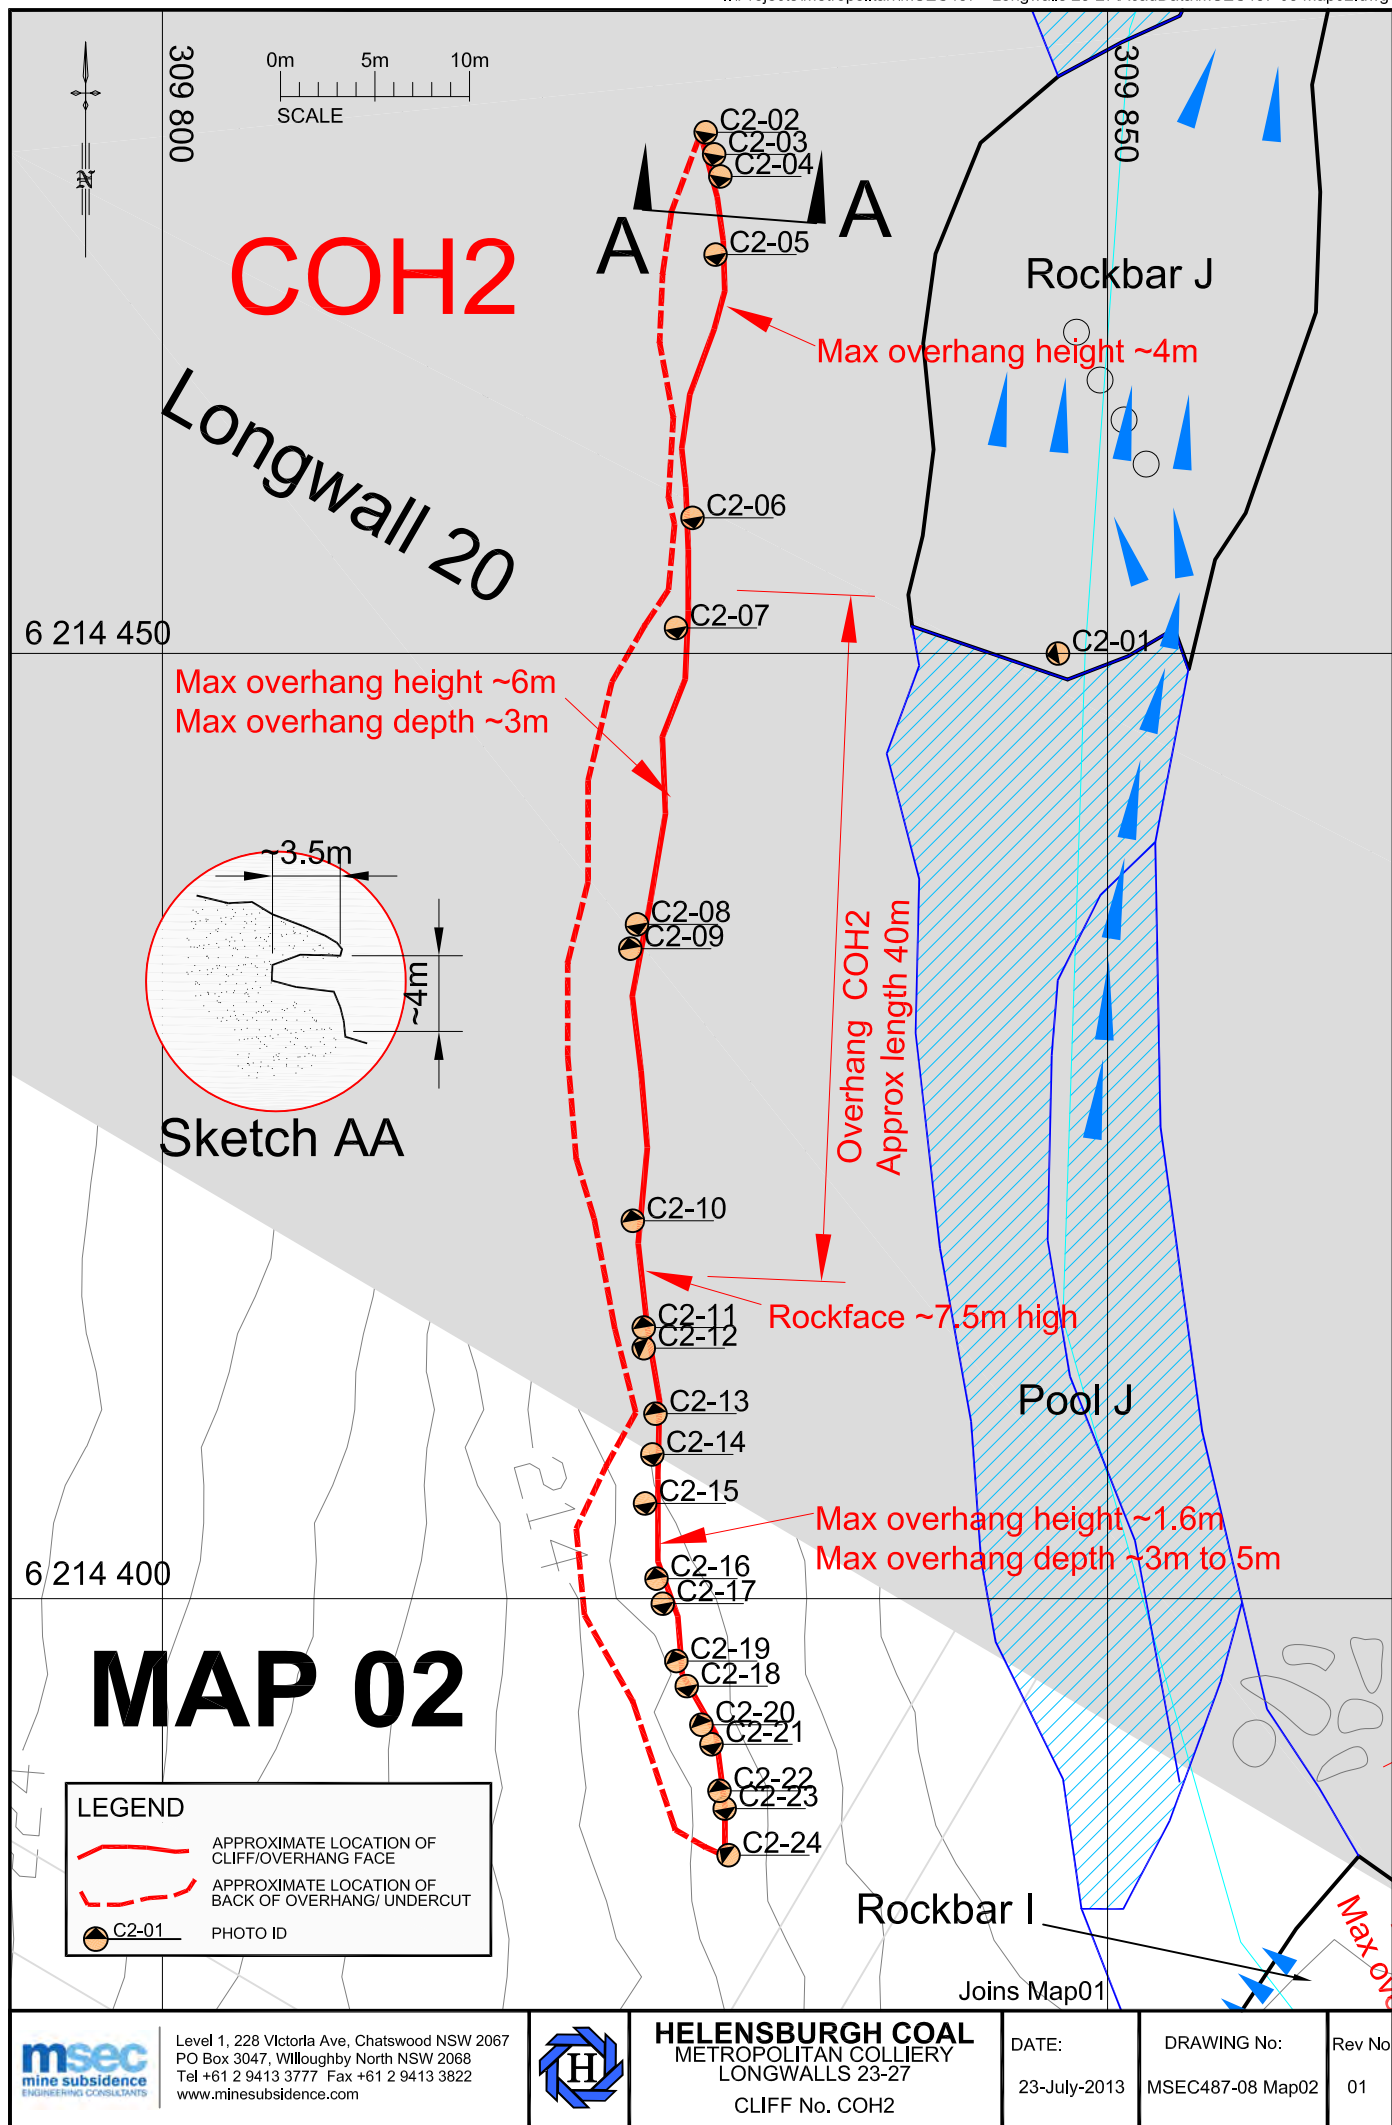 309 800
0m 5m 10m
SCALE
N
309 850
C2-02
C2-03
C2-04
A A
C2-05
COH2
Rockbar J
Max overhang height ~4m
Longwall 20
C2-06
C2-07
6 214 450
C2-01
Max overhang height ~6m
Max overhang depth ~3m
~3.5m
~4m
Sketch AA
C2-08
C2-09
Overhang COH2
Approx length 40m
C2-10
C2-11
C2-12
Rockface ~7.5m high
C2-13
Pool J
C2-14
C2-15
Max overhang height ~1.6m
Max overhang depth ~3m to 5m
6 214 400
C2-16
C2-17
C2-19
C2-18
C2-20
C2-21
C2-22
C2-23
C2-24
MAP 02
LEGEND
APPROXIMATE LOCATION OF
CLIFF/OVERHANG FACE
APPROXIMATE LOCATION OF
BACK OF OVERHANG/ UNDERCUT
C2-01 PHOTO ID
Rockbar I
Max
Joins Map01
msec
mine subsidence
ENGINEERING CONSULTANTS
Level 1, 228 Victoria Ave, Chatswood NSW 2067
PO Box 3047, Willoughby North NSW 2068
Tel +61 2 9413 3777 Fax +61 2 9413 3822
www.minesubsidence.com
H
HELENSBURGH COAL
METROPOLITAN COLLIERY
LONGWALLS 23-27
CLIFF No. COH2
DATE:
23-July-2013
DRAWING No:
MSEC487-08 Map02
Rev No
01